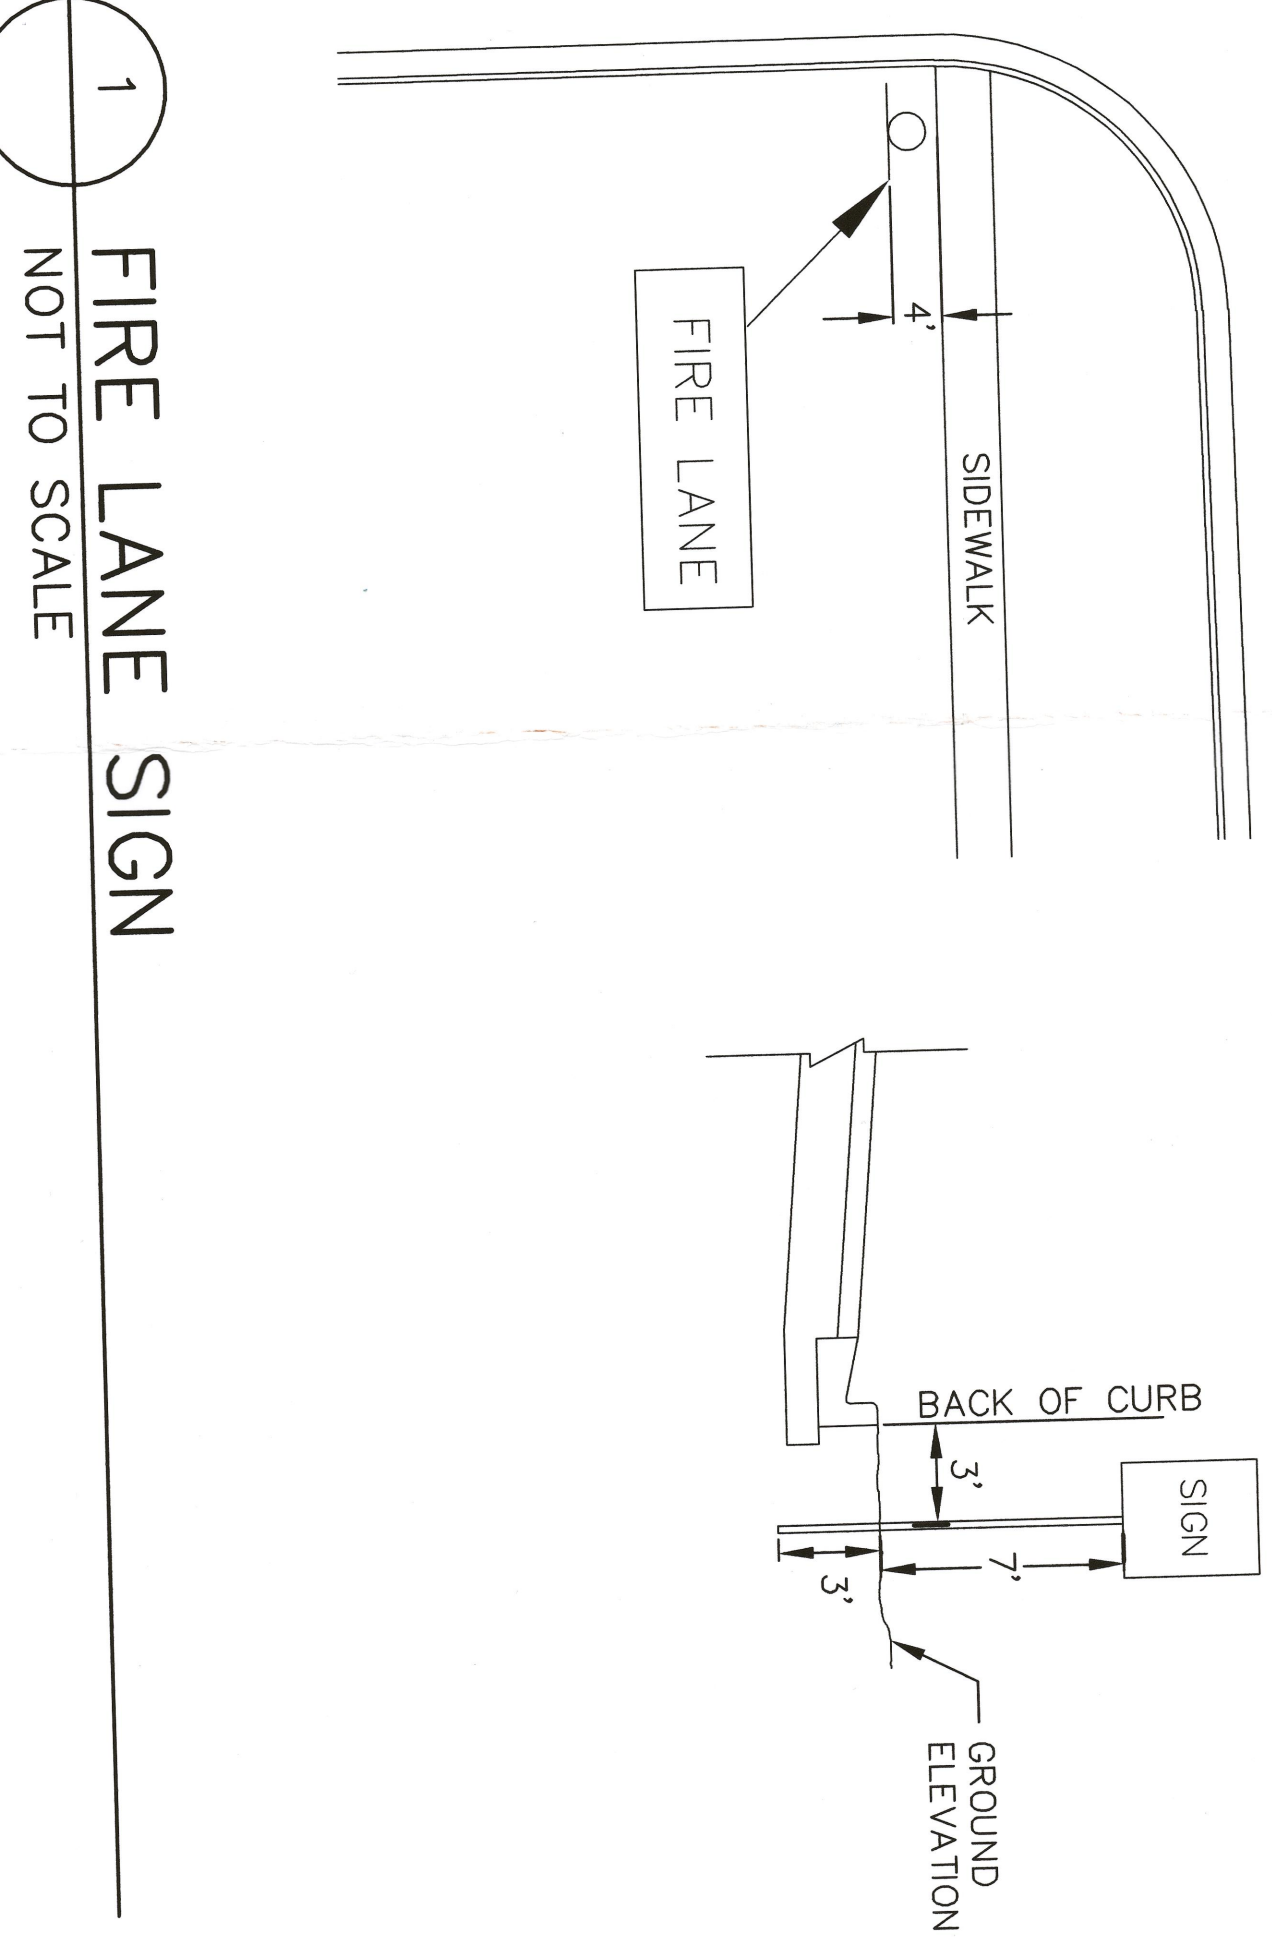 SIDEWALK
4'
FIRE LANE
SIGN
BACK OF CURB
3'
7'
3'
GROUND
ELEVATION
1
FIRE LANE SIGN
NOT TO SCALE